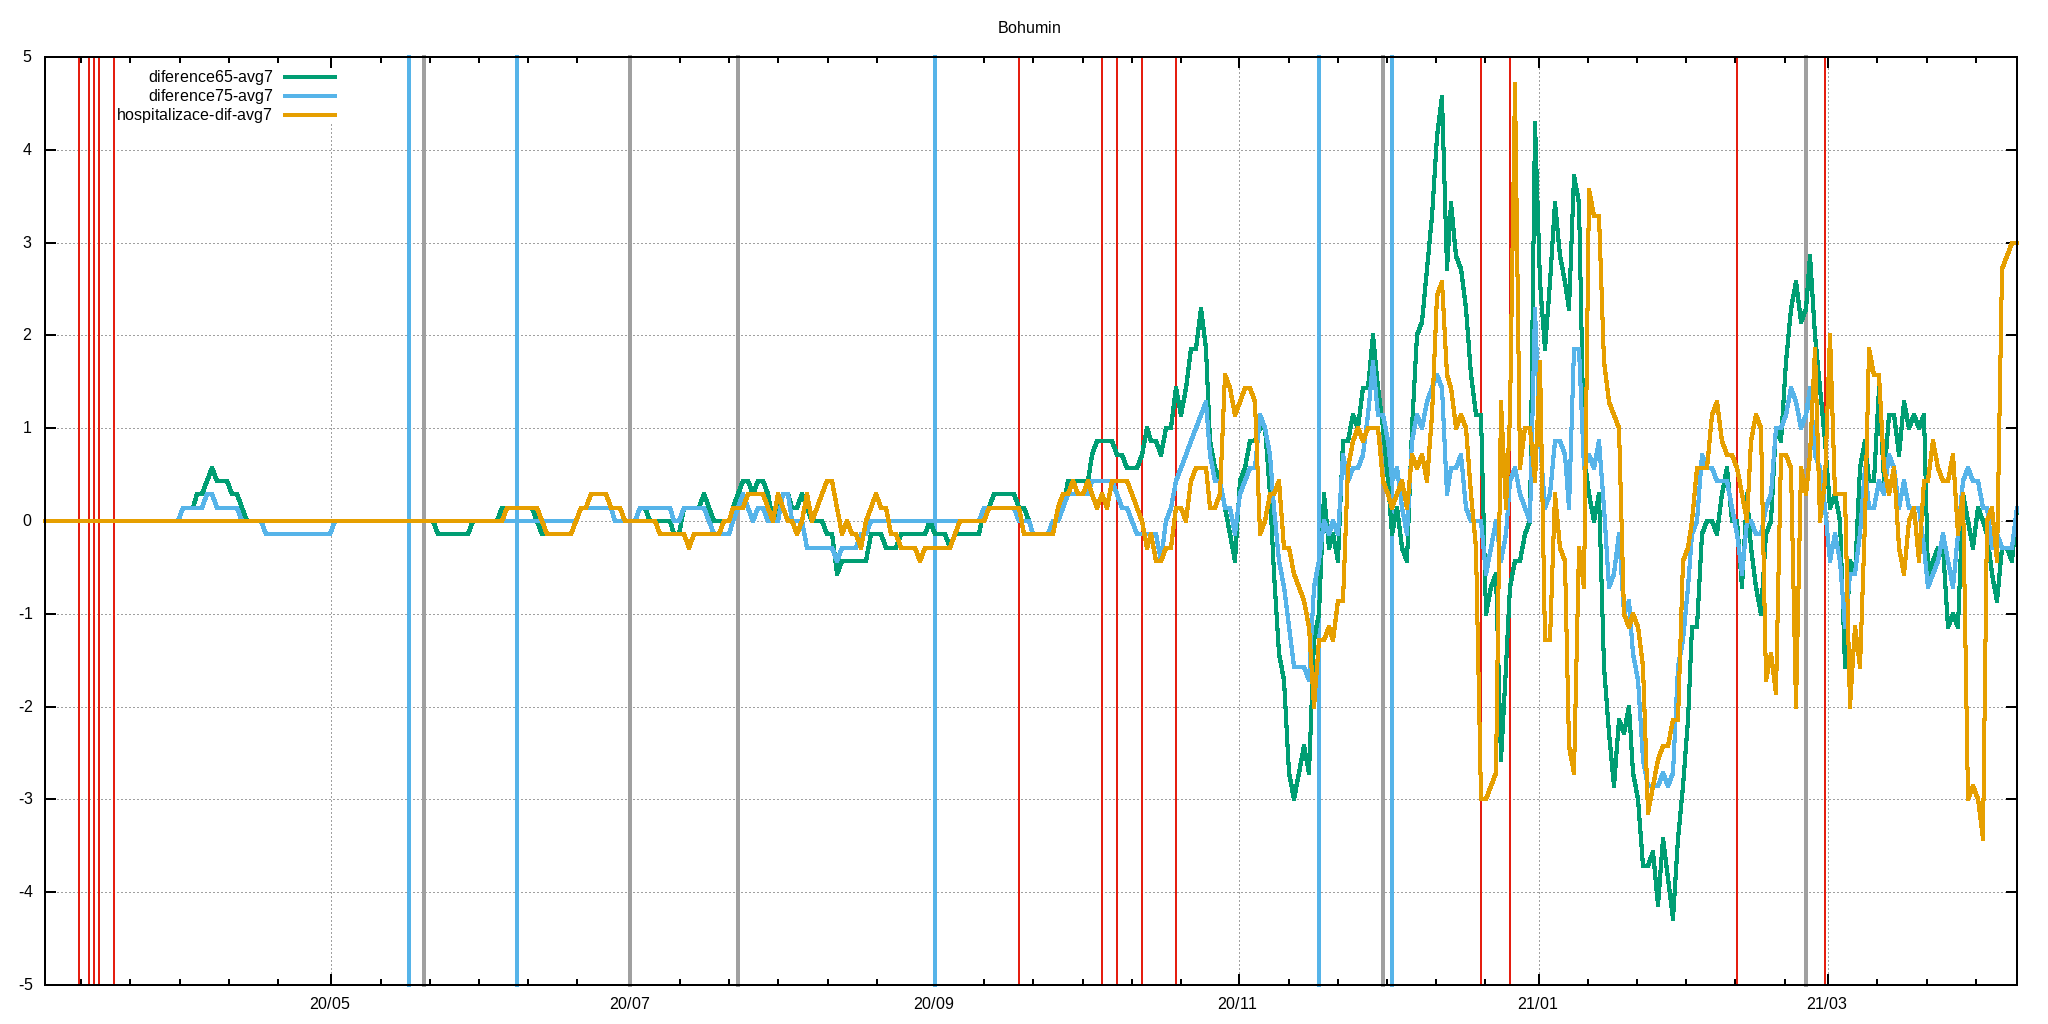 Bohumin
diference65-avg7
diference75-avg7
hospitalizace-dif-avg7
5
4
3
2
1
0
-1
-2
-3
-4
-5
20/05 20/07 20/09 20/11 21/01 21/03